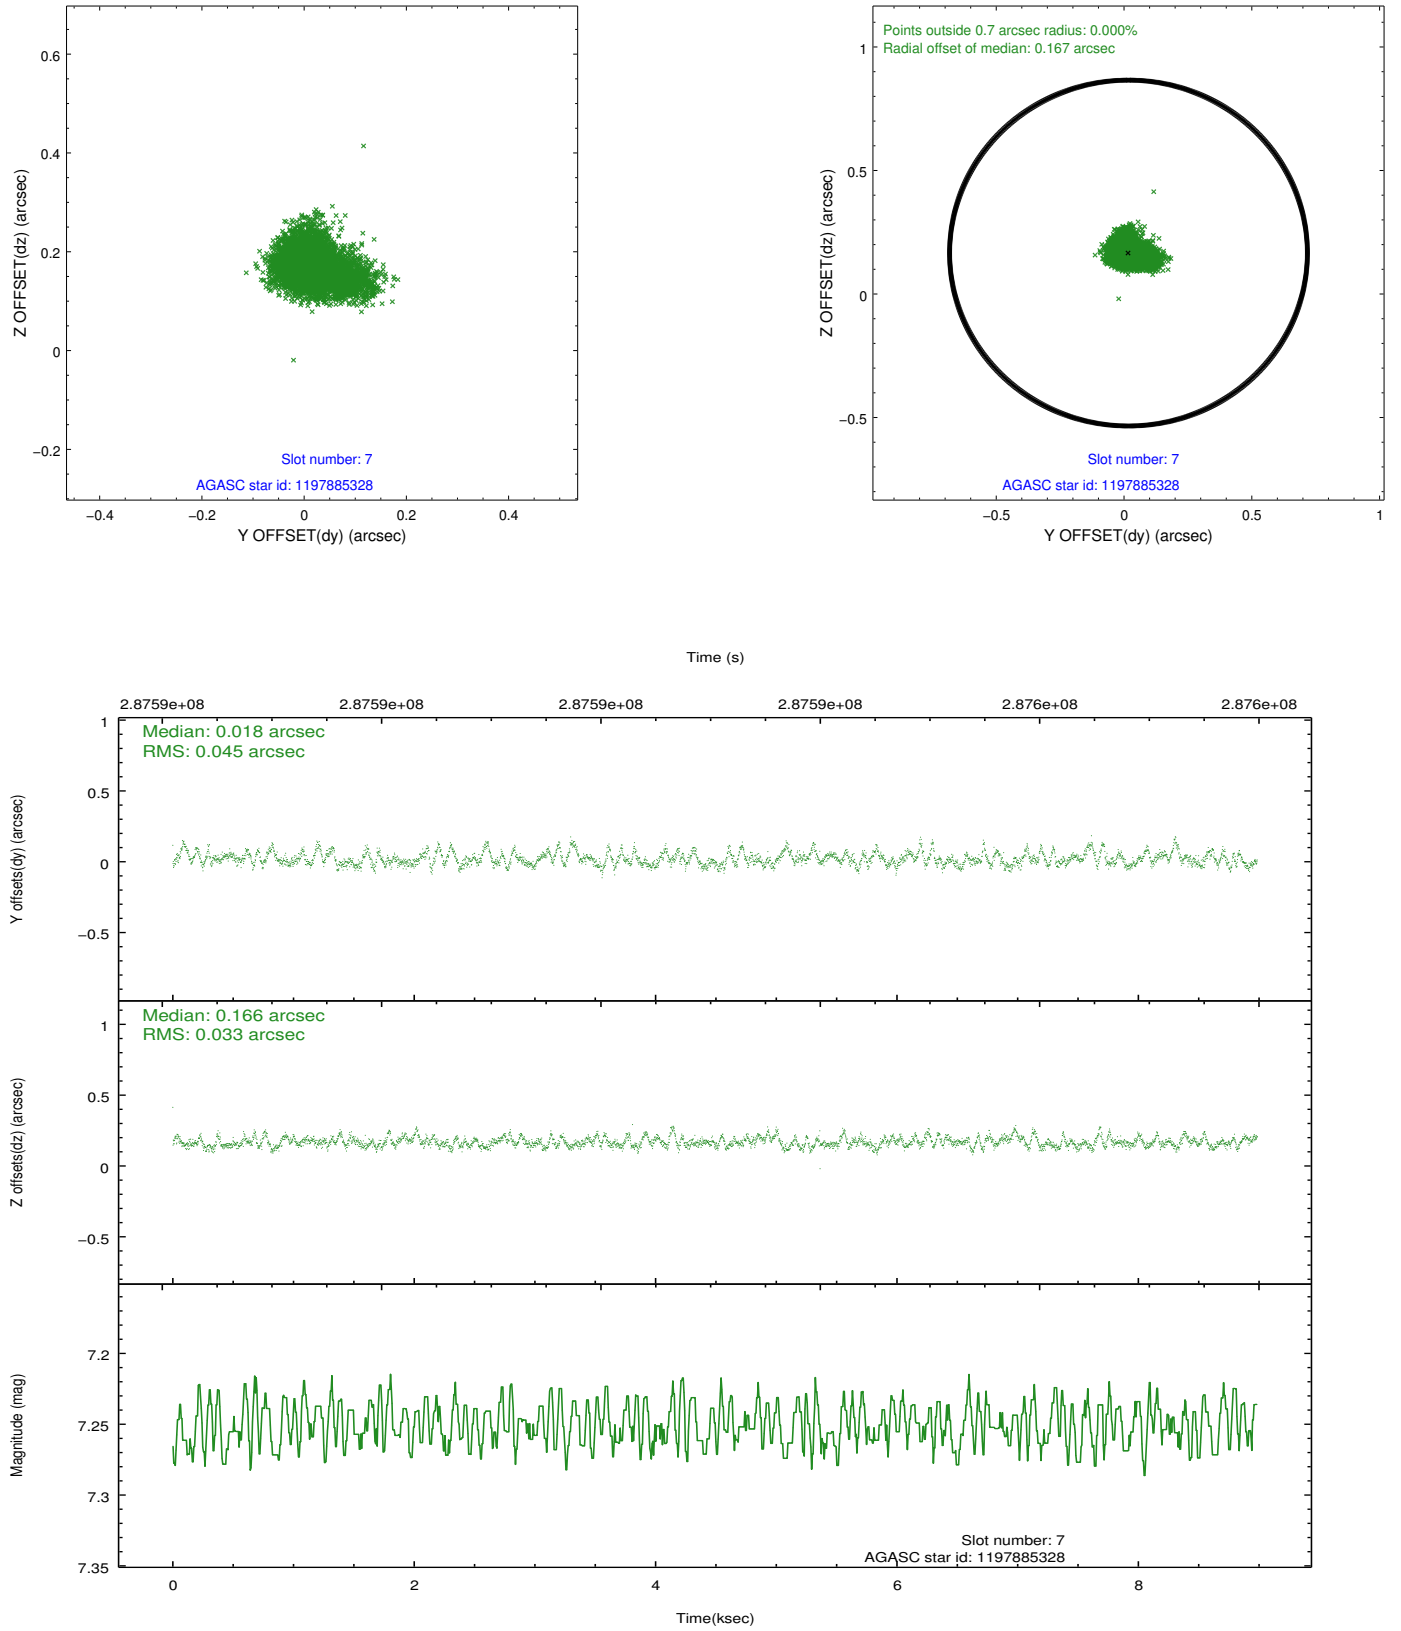 0.6
0.4
0.2
0
−0.2
Z OFFSET(dz) (arcsec)
Slot number: 7
AGASC star id: 1197885328
−0.4
−0.2
0
0.2
0.4
Y OFFSET(dy) (arcsec)
Points outside 0.7 arcsec radius: 0.000%
Radial offset of median: 0.167 arcsec
1
0.5
0
−0.5
Z OFFSET(dz) (arcsec)
Slot number: 7
AGASC star id: 1197885328
−0.5
0
0.5
1
Y OFFSET(dy) (arcsec)
Time (s)
2.8759e+08
2.8759e+08
2.8759e+08
2.8759e+08
2.876e+08
2.876e+08
Median: 0.018 arcsec
RMS: 0.045 arcsec
1
0.5
0
−0.5
Y offsets(dy) (arcsec)
Median: 0.166 arcsec
RMS: 0.033 arcsec
1
0.5
0
−0.5
Z offsets(dz) (arcsec)
7.2
7.25
7.3
7.35
Magnitude (mag)
Slot number: 7
AGASC star id: 1197885328
0
2
4
6
8
Time(ksec)